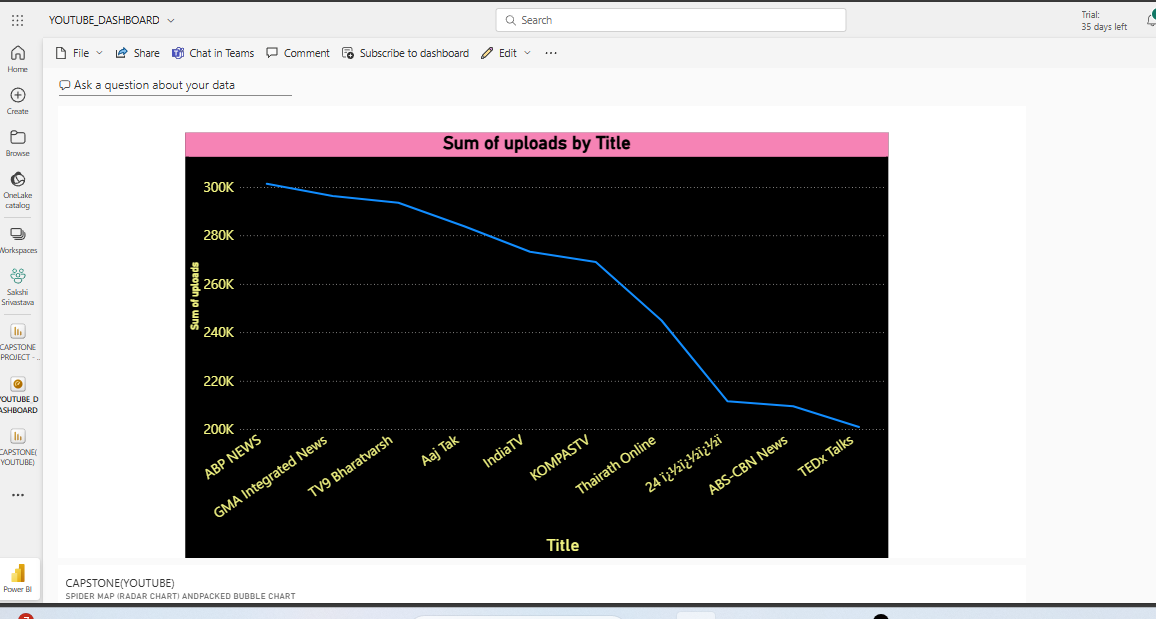 YOUTUBE_DASHBOARD
Search
Trial:
35 days left
File
Share
Chat in Teams
Comment
Subscribe to dashboard
Edit
Ask a question about your data
Home
Create
Browse
OneLake
catalog
Workspaces
Sakshi
Srivastava
CAPSTONE
PROJECT - ..
YOUTUBE_D
ASHBOARD
CAPSTONE(
YOUTUBE)
Power BI
Sum of uploads by Title
Sum of uploads
300K
280K
260K
240K
220K
200K
ABP NEWS
GMA Integrated News
TV9 Bharatvarsh
Aaj Tak
IndiaTV
KOMPASTV
Thairath Online
24 ï¿½ï¿½ï¿½ï
ABS-CBN News
TEDx Talks
Title
CAPSTONE(YOUTUBE)
SPIDER MAP (RADAR CHART) ANDPACKED BUBBLE CHART